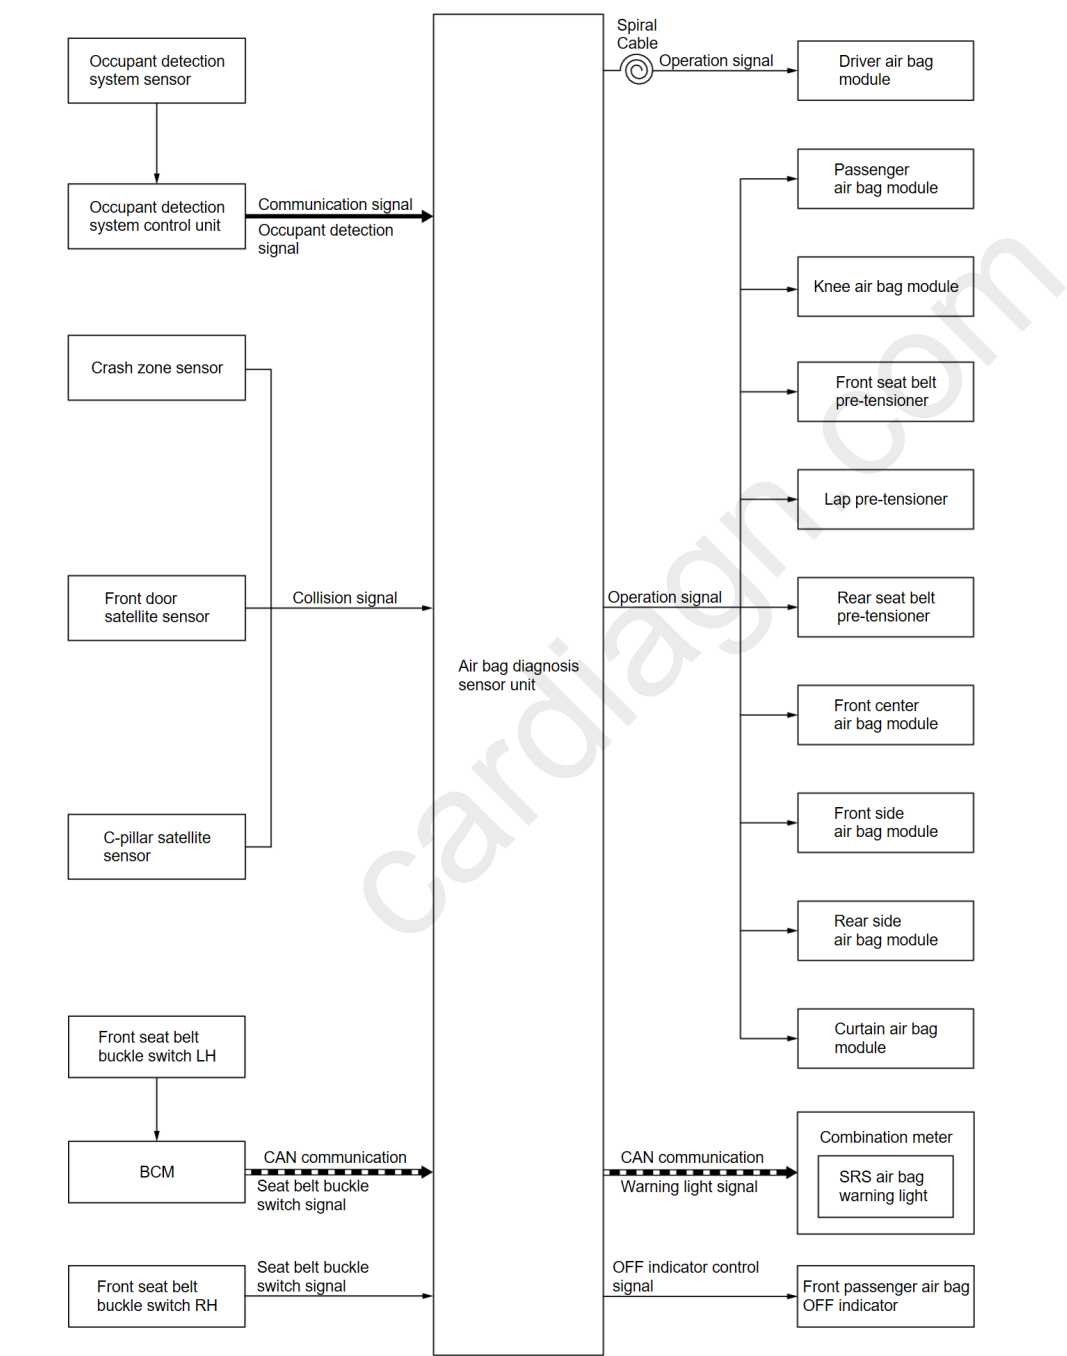 Occupant detection
system sensor
Occupant detection
system control unit
Communication signal
Occupant detection
signal
Crash zone sensor
Front door
satellite sensor
Collision signal
C-pillar satellite
sensor
Front seat belt
buckle switch LH
BCM
CAN communication
Seat belt buckle
switch signal
Front seat belt
buckle switch RH
Seat belt buckle
switch signal
Air bag diagnosis
sensor unit
Spiral
Cable
Operation signal
Driver air bag
module
Passenger
air bag module
Knee air bag module
Front seat belt
pre-tensioner
Lap pre-tensioner
Operation signal
Rear seat belt
pre-tensioner
Front center
air bag module
Front side
air bag module
Rear side
air bag module
Curtain air bag
module
CAN communication
Warning light signal
Combination meter
SRS air bag
warning light
OFF indicator control
signal
Front passenger air bag
OFF indicator
cardiagn.com